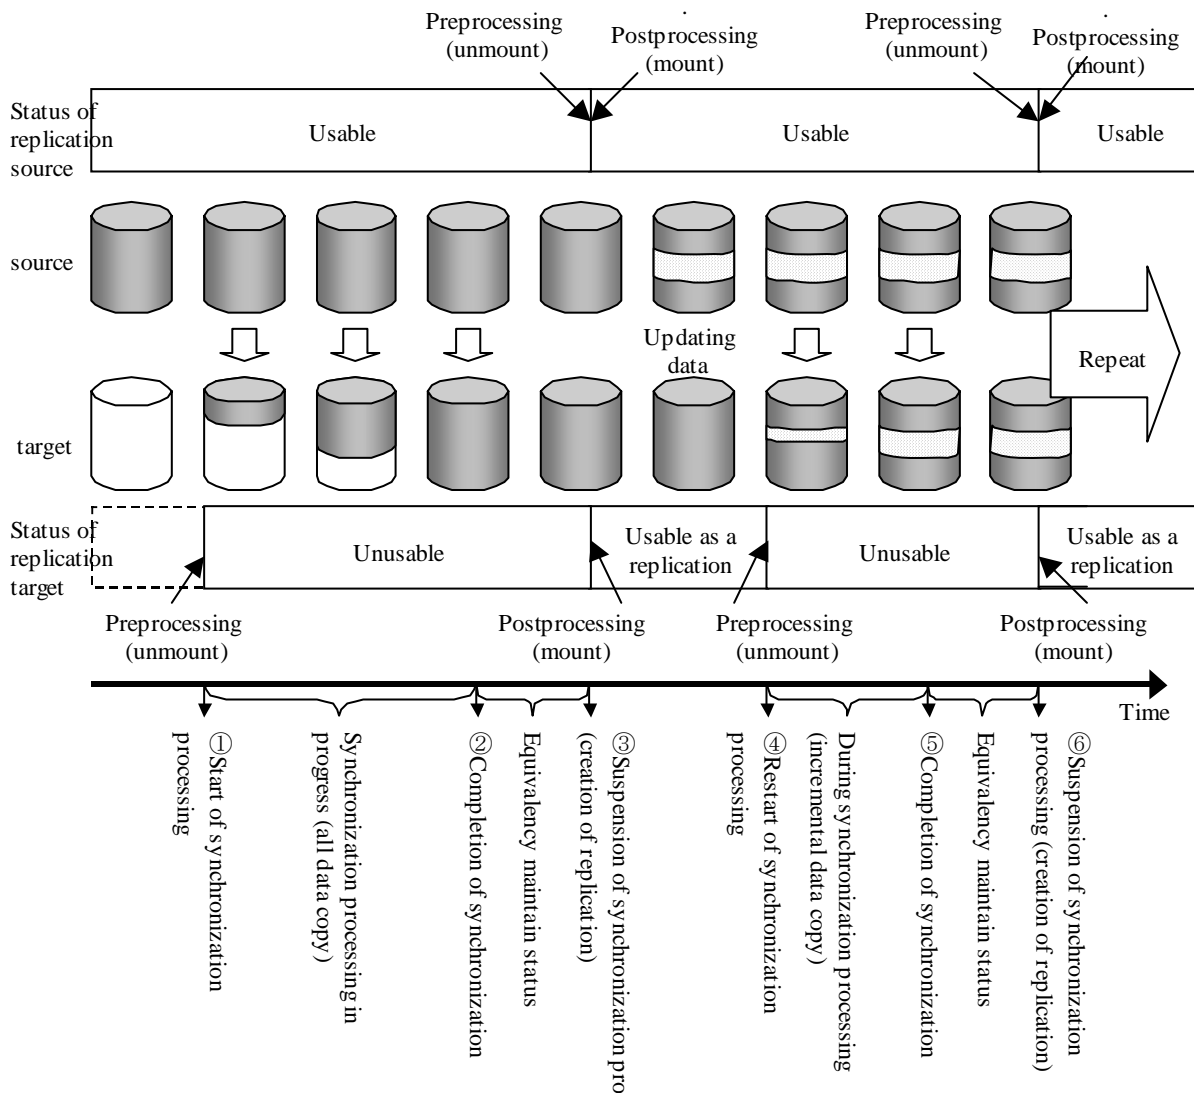 Preprocessing
(unmount)
Postprocessing
(mount)
Preprocessing
(unmount)
Postprocessing
(mount)
Status of
replication
source
Usable
Usable
Usable
source
Updating
data
Repeat
target
Status of
replication
target
Unusable
Usable as a
replication
Unusable
Usable as a
replication
Preprocessing
(unmount)
Postprocessing
(mount)
Preprocessing
(unmount)
Postprocessing
(mount)
Time
①Start of synchronization
processing
Synchronization processing in
progress (all data copy)
②Completion of synchronization
Equivalency maintain status
③Suspension of synchronization pro
(creation of replication)
④Restart of synchronization
processing
During synchronization processing
(incremental data copy)
⑤Completion of synchronization
Equivalency maintain status
⑥Suspension of synchronization
processing (creation of replication)